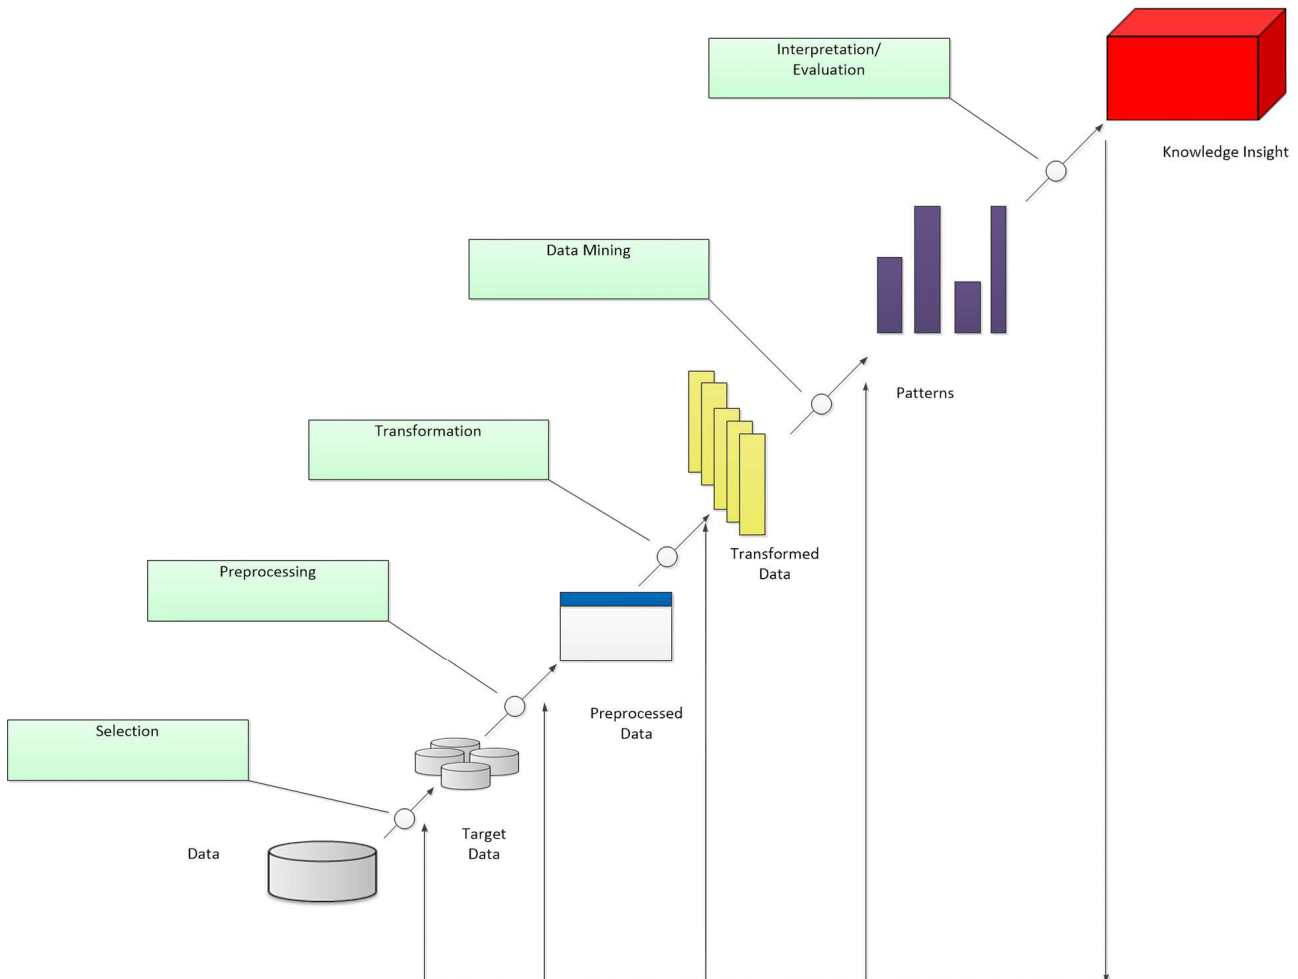 Interpretation/
Evaluation
Knowledge Insight
Data Mining
Patterns
Transformation
Transformed
Data
Preprocessing
Preprocessed
Data
Selection
Target
Data
Data